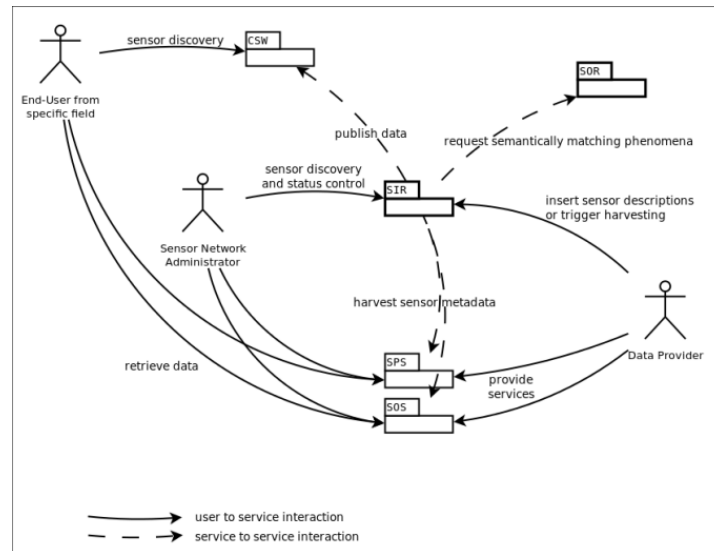 sensor discovery
CSW
SOR
End-User from
specific field
publish data
request semantically matching phenomena
sensor discovery
and status control
SIR
insert sensor descriptions
or trigger harvesting
Sensor Network
Administrator
harvest sensor metadata
retrieve data
SPS
Data Provider
provide
services
SOS
user to service interaction
service to service interaction